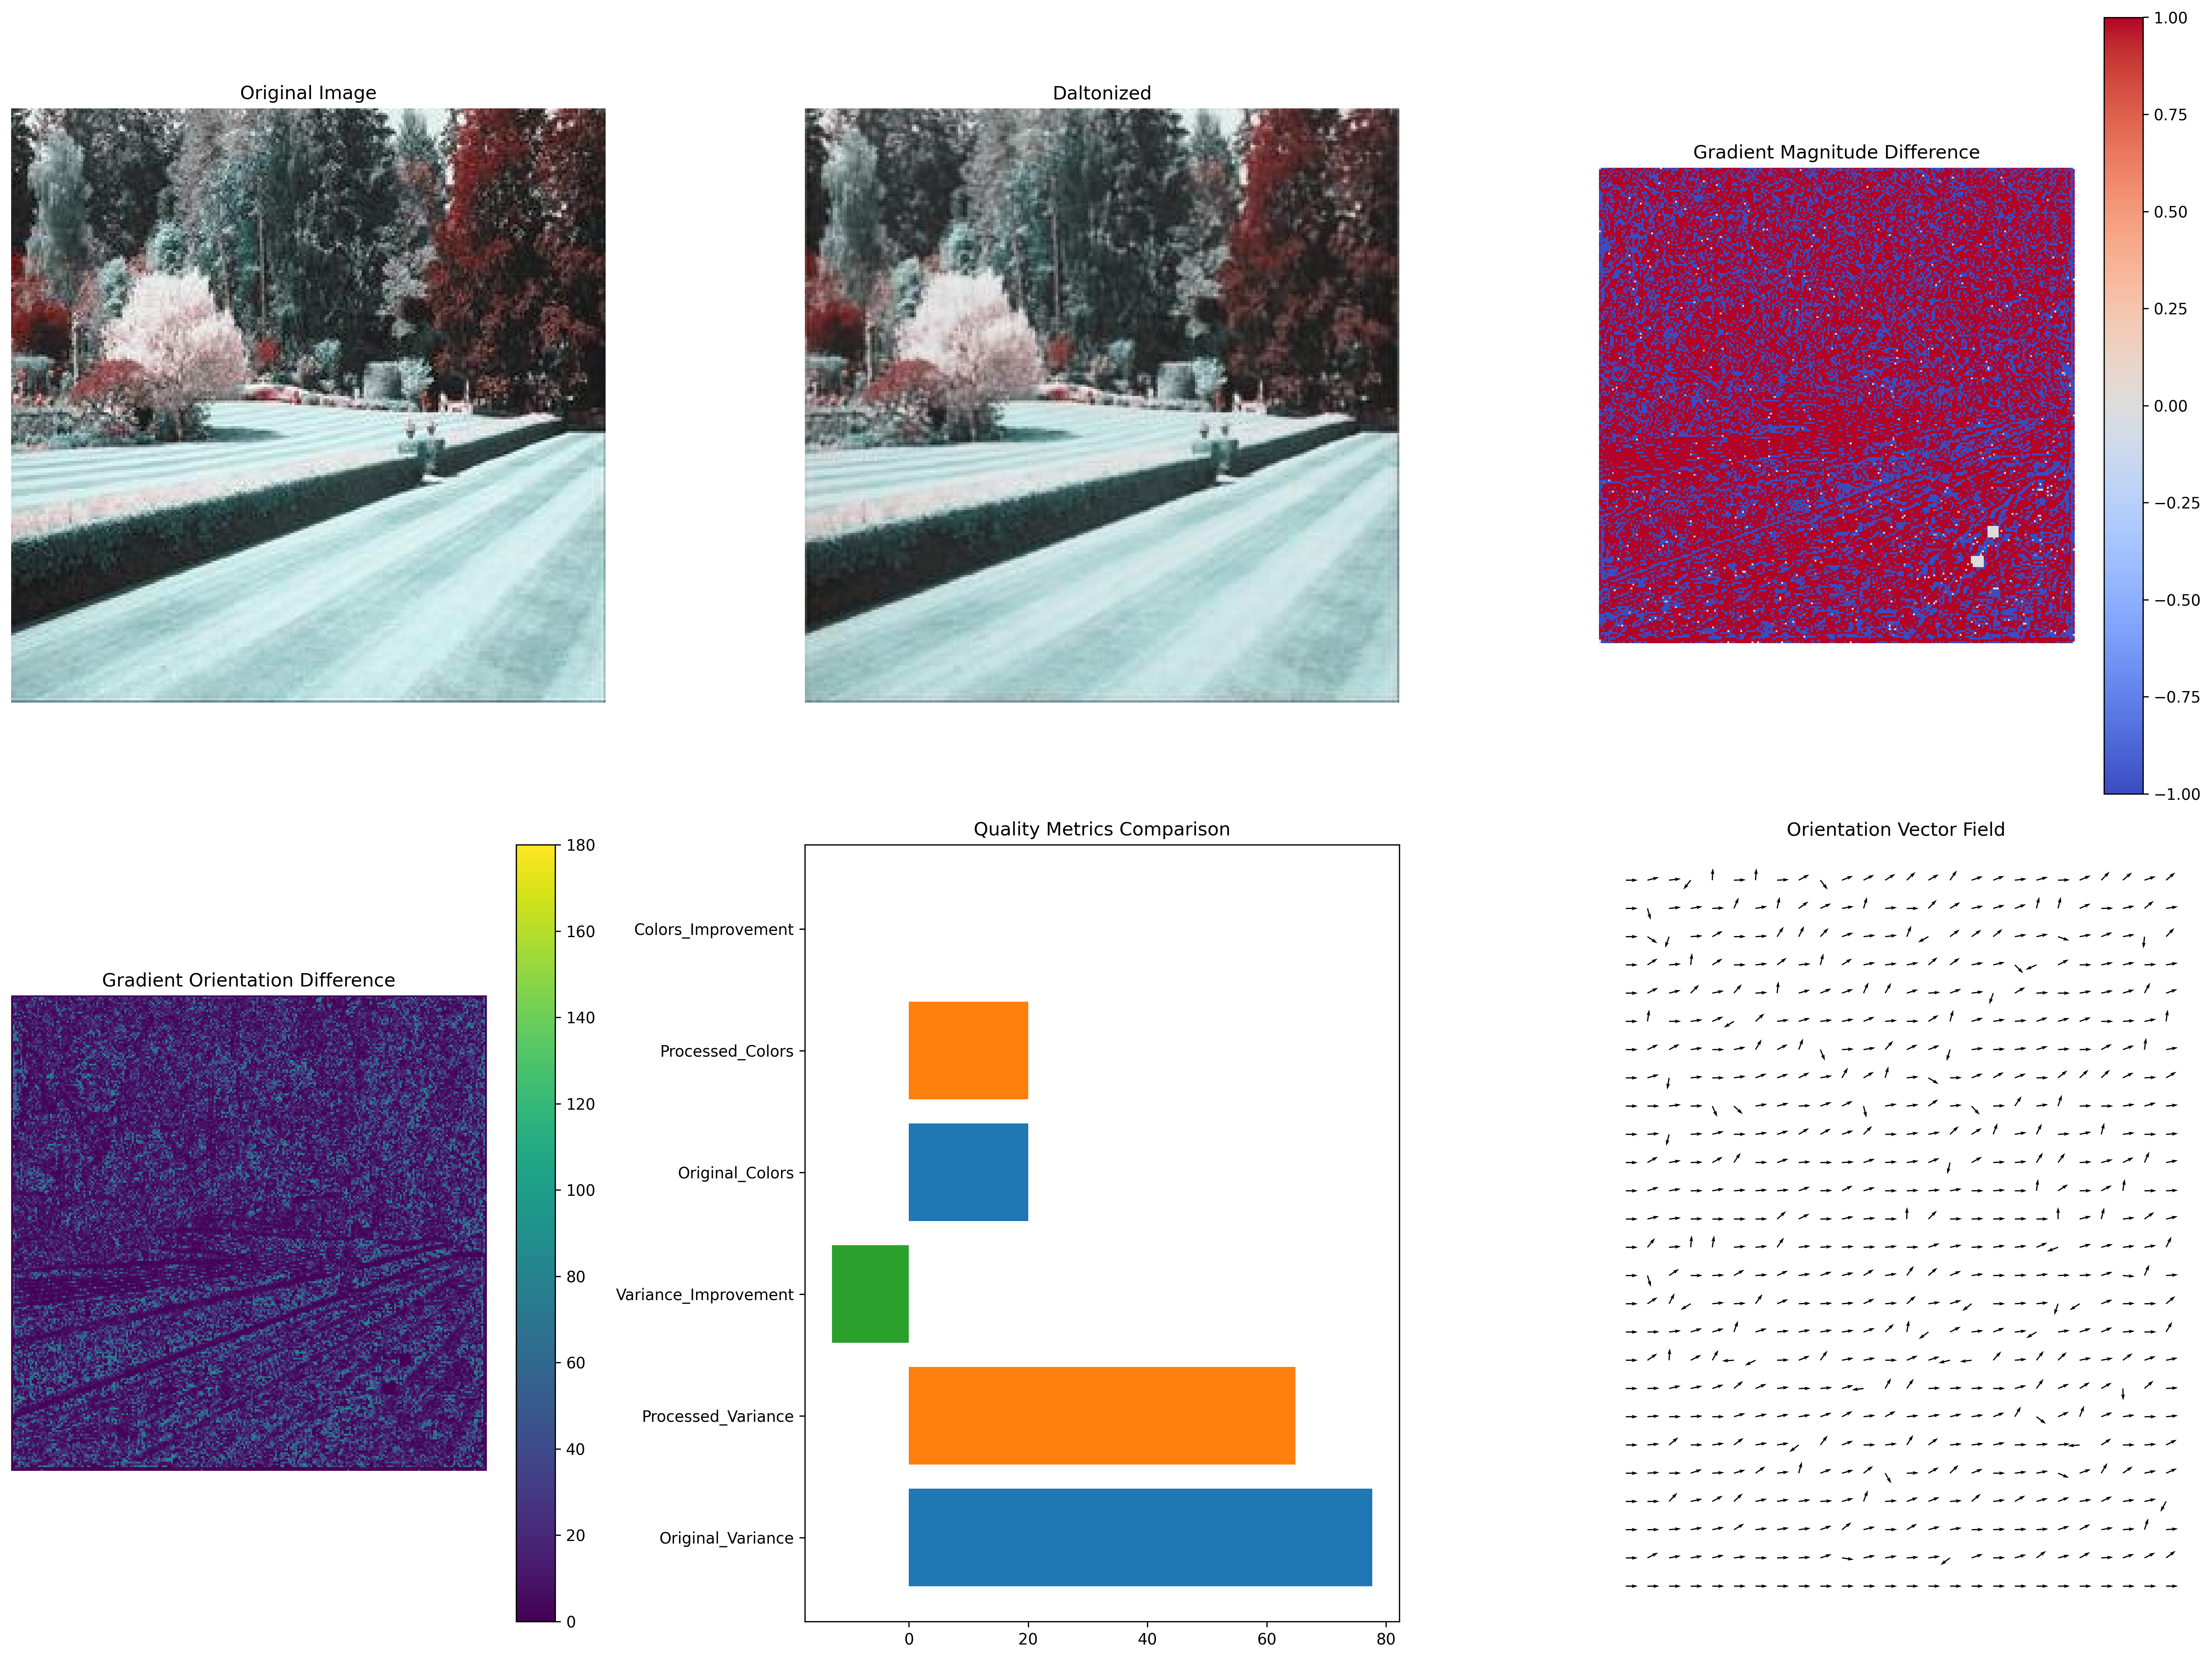 Original Image
Daltonized
Gradient Magnitude Difference
1.00
0.75
0.50
0.25
0.00
−0.25
−0.50
−0.75
−1.00
Gradient Orientation Difference
180
160
140
120
100
80
60
40
20
0
Quality Metrics Comparison
Colors_Improvement
Processed_Colors
Original_Colors
Variance_Improvement
Processed_Variance
Original_Variance
0 20 40 60 80
Orientation Vector Field